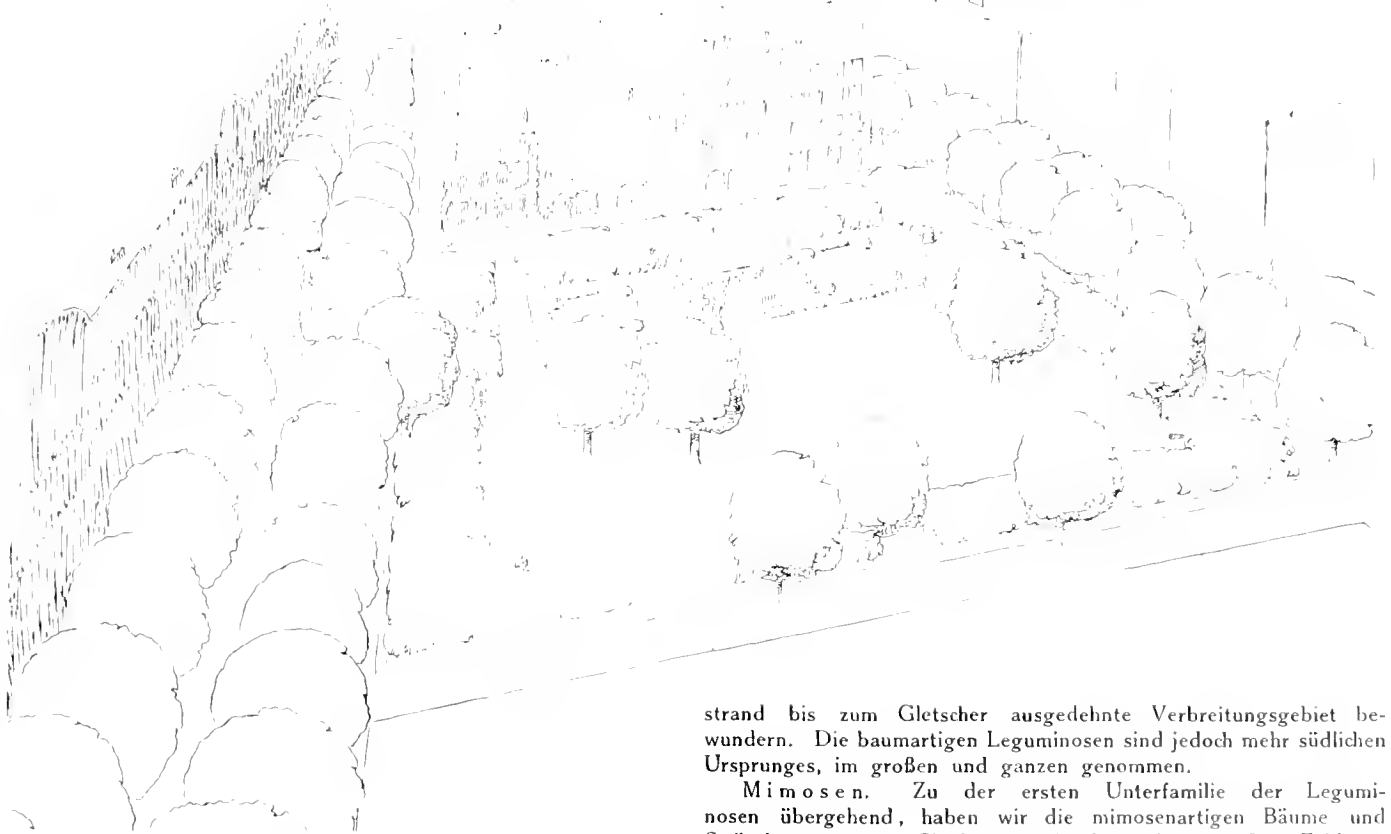 strand bis zum Gletscher ausgedehnte Verbreitungsgebiet be-
wundern. Die baumartigen Leguminosen sind jedoch mehr südlichen
Ursprunges, im großen und ganzen genommen.
Mimosen. Zu der ersten Unterfamilie der Legumi-
nosen übergehend, haben wir die mimosenartigen Bäume und